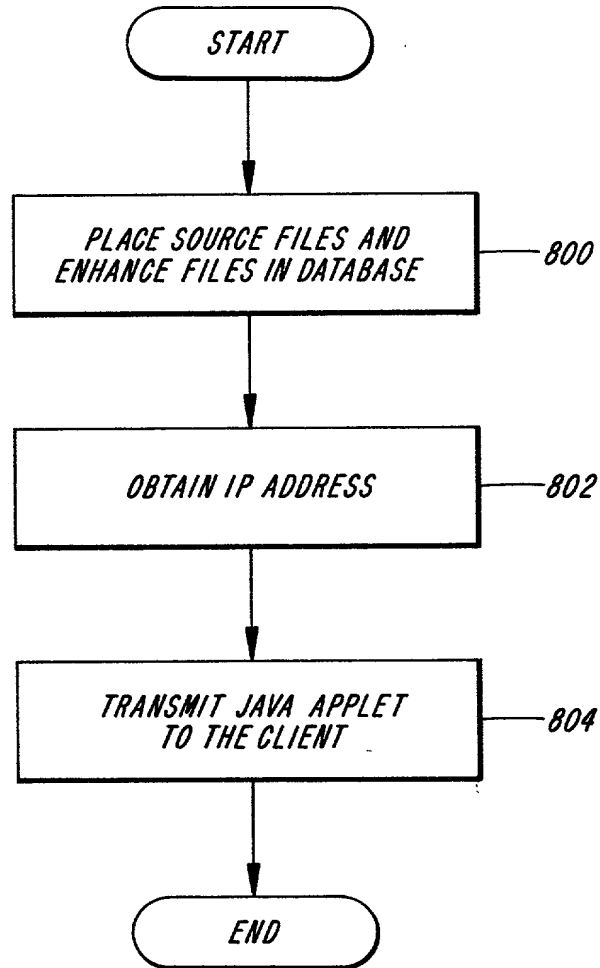 START
PLACE SOURCE FILES AND
ENHANCE FILES IN DATABASE
800
OBTAIN IP ADDRESS
802
TRANSMIT JAVA APPLET
TO THE CLIENT
804
END